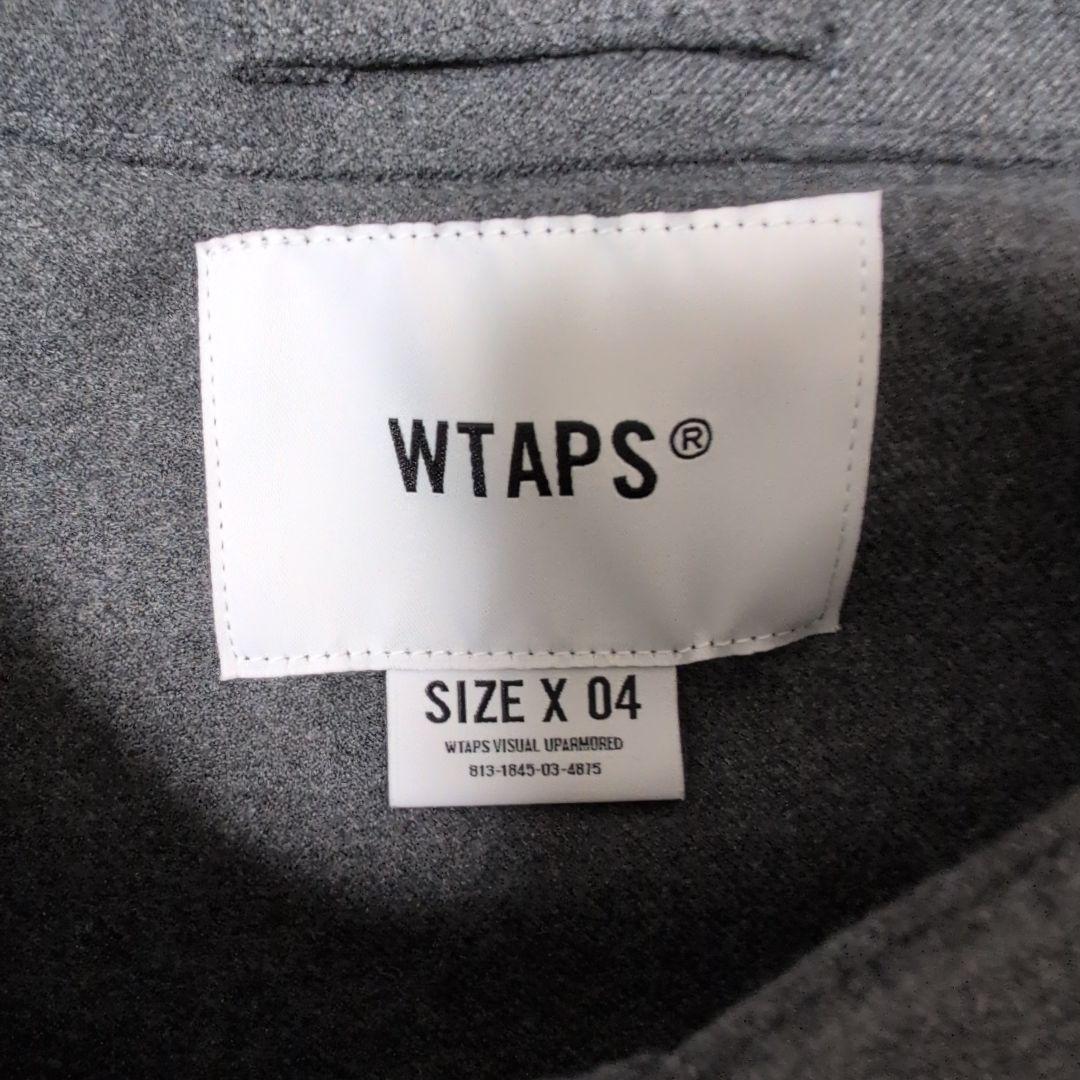 WTAPS®
SIZE X 04
WTAPS VISUAL UPARMORED
813-1845-03-4875